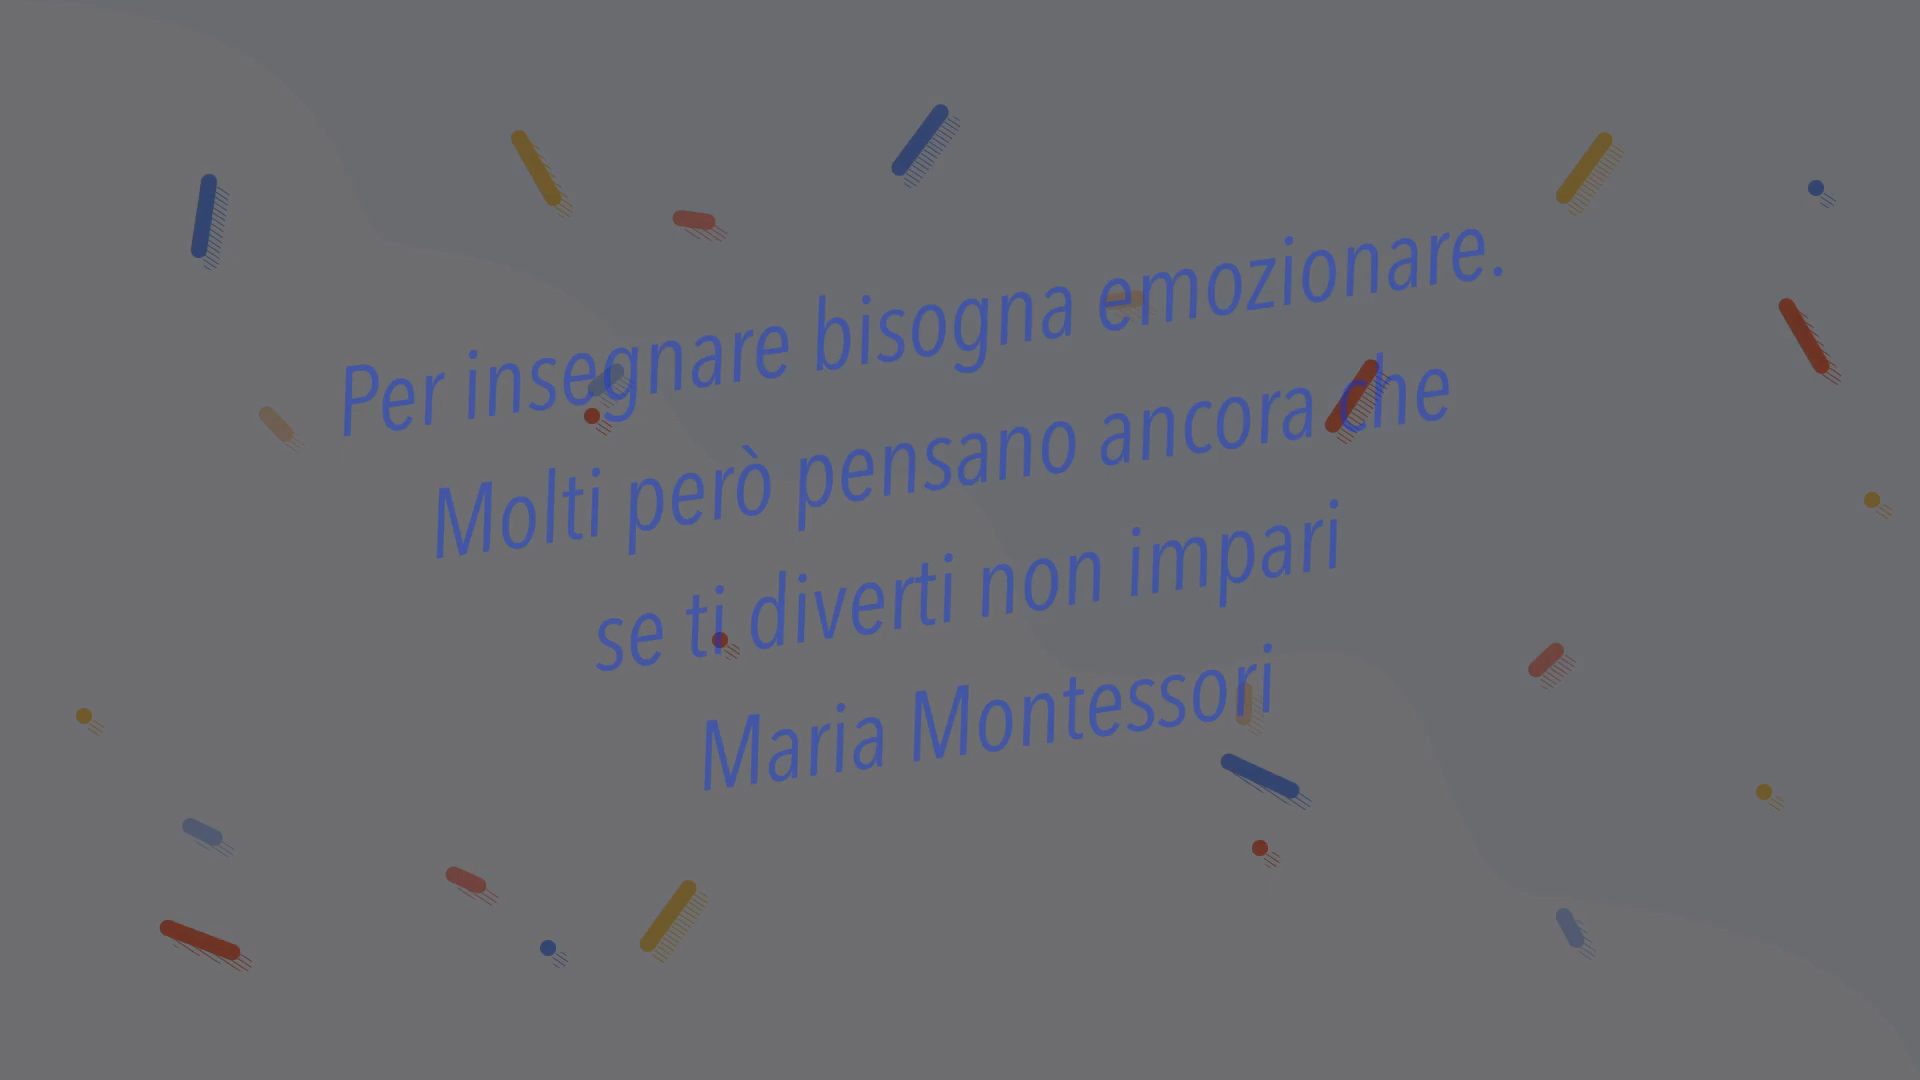 Per insegnare bisogna emozionare.
Molti però pensano ancora che
se ti diverti non impari
Maria Montessori